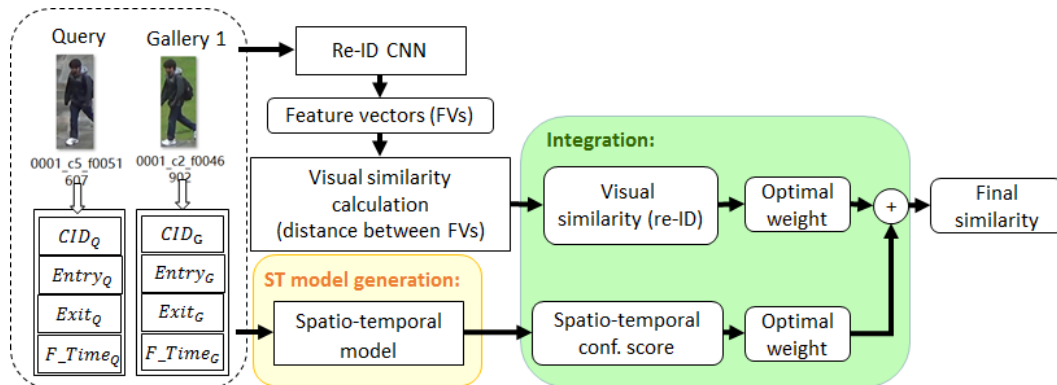 Query
Gallery 1
0001_c5_f0051
607
0001_c2_f0046
902
CID_Q
Entry_Q
Exit_Q
F_Time_Q
CID_G
Entry_G
Exit_G
F_Time_G
Re-ID CNN
Feature vectors (FVs)
Visual similarity
calculation
(distance between FVs)
ST model generation:
Spatio-temporal
model
Integration:
Visual
similarity (re-ID)
Optimal
weight
Spatio-temporal
conf. score
Optimal
weight
+
Final
similarity